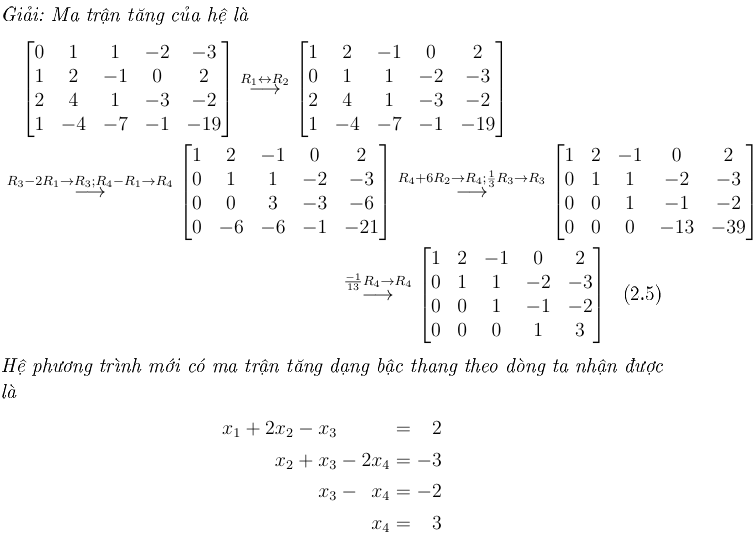 Giải: Ma trận tăng của hệ là
$\begin{bmatrix} 0 & 1 & 1 & -2 & -3 \\ 1 & 2 & -1 & 0 & 2 \\ 2 & 4 & 1 & -3 & -2 \\ 1 & -4 & -7 & -1 & -19 \end{bmatrix} \overset{R_1 \leftrightarrow R_2}{\longrightarrow} \begin{bmatrix} 1 & 2 & -1 & 0 & 2 \\ 0 & 1 & 1 & -2 & -3 \\ 2 & 4 & 1 & -3 & -2 \\ 1 & -4 & -7 & -1 & -19 \end{bmatrix}$
$\overset{R_3-2R_1 \to R_3; R_4-R_1 \to R_4}{\longrightarrow} \begin{bmatrix} 1 & 2 & -1 & 0 & 2 \\ 0 & 1 & 1 & -2 & -3 \\ 0 & 0 & 3 & -3 & -6 \\ 0 & -6 & -6 & -1 & -21 \end{bmatrix} \overset{R_4+6R_2 \to R_4; \frac{1}{3}R_3 \to R_3}{\longrightarrow} \begin{bmatrix} 1 & 2 & -1 & 0 & 2 \\ 0 & 1 & 1 & -2 & -3 \\ 0 & 0 & 1 & -1 & -2 \\ 0 & 0 & 0 & -13 & -39 \end{bmatrix}$
$\overset{\frac{-1}{13}R_4 \to R_4}{\longrightarrow} \begin{bmatrix} 1 & 2 & -1 & 0 & 2 \\ 0 & 1 & 1 & -2 & -3 \\ 0 & 0 & 1 & -1 & -2 \\ 0 & 0 & 0 & 1 & 3 \end{bmatrix}$ (2.5)
Hệ phương trình mới có ma trận tăng dạng bậc thang theo dòng ta nhận được
là
$x_1 + 2x_2 - x_3 = 2$
$x_2 + x_3 - 2x_4 = -3$
$x_3 - x_4 = -2$
$x_4 = 3$